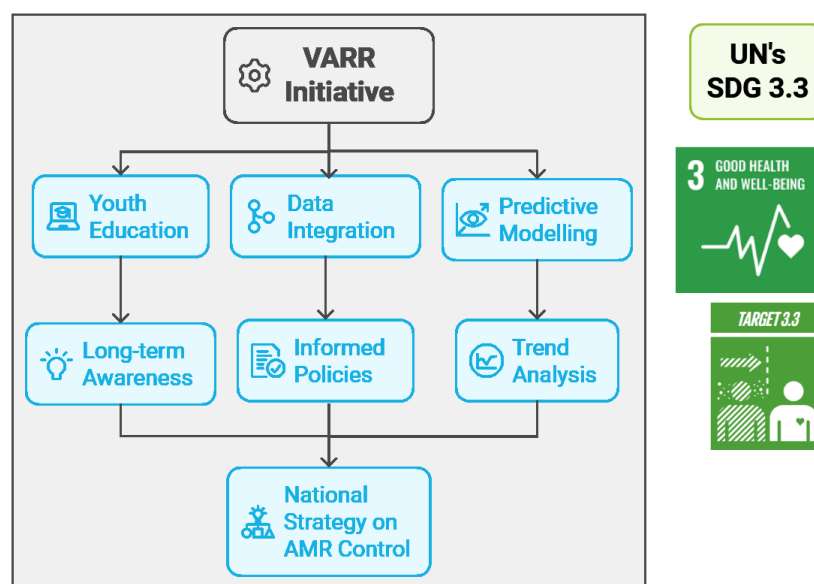 VARR
Initiative
UN's
SDG 3.3
3 GOOD HEALTH
AND WELL-BEING
Youth
Education
Data
Integration
Predictive
Modelling
TARGET 3.3
Long-term
Awareness
Informed
Policies
Trend
Analysis
National
Strategy on
AMR Control